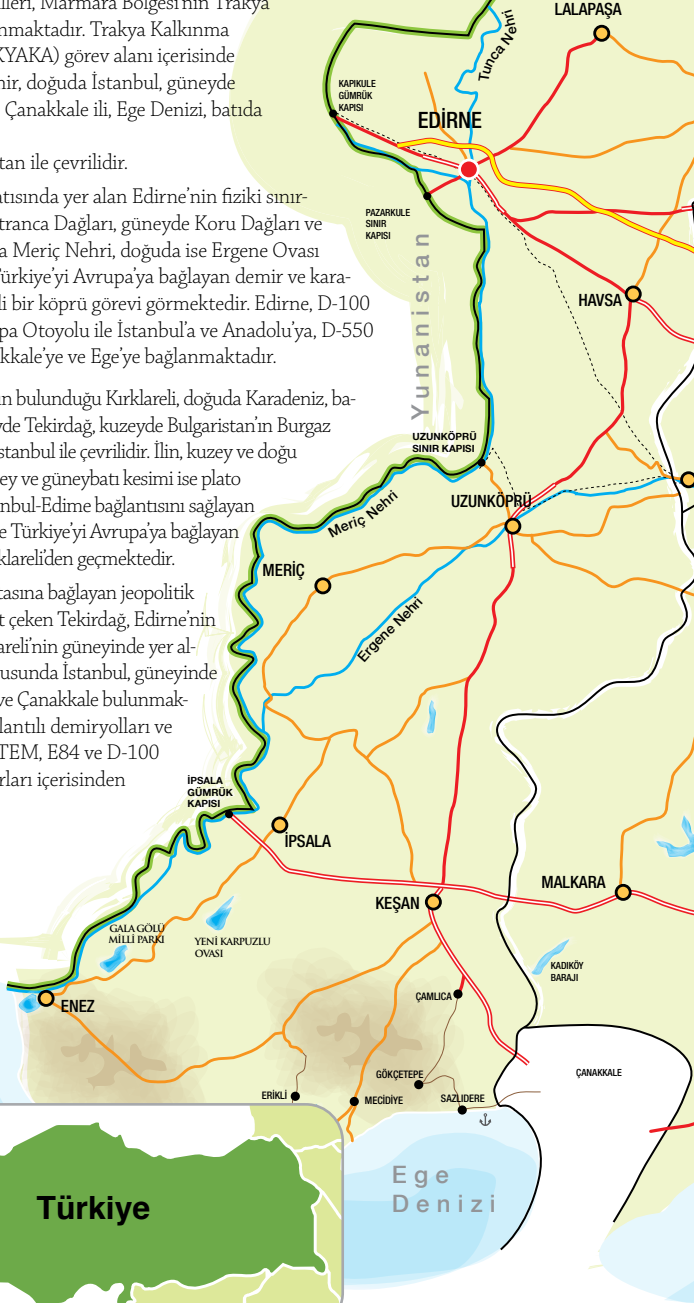 illeri, Marmara Bölgesi'nin Trakya
nmaktadır. Trakya Kalkınma
KYAKA) görev alanı içerisinde
nir, doğuda İstanbul, güneyde
Çanakkale ili, Ege Denizi, batıda
tan ile çevrilidir.
atısında yer alan Edirne'nin fiziki sınır-
tranca Dağları, güneyde Koru Dağları ve
a Meriç Nehri, doğuda ise Ergene Ovası
Türkiye'yi Avrupa'ya bağlayan demir ve kara-
li bir köprü görevi görmektedir. Edirne, D-100
pa Otoyolu ile İstanbul'a ve Anadolu'ya, D-550
akkale'ye ve Ege'ye bağlanmaktadır.
ın bulunduğu Kırklareli, doğuda Karadeniz, ba-
yde Tekirdağ, kuzeyde Bulgaristan'ın Burgaz
stanbul ile çevrilidir. İlin, kuzey ve doğu
ey ve güneybatı kesimi ise plato
nbul-Edime bağlantısını sağlayan
e Türkiye'yi Avrupa'ya bağlayan
klareli'den geçmektedir.
tasına bağlayan jeopolitik
t çeken Tekirdağ, Edirne'nin
areli'nin güneyinde yer al-
usunda İstanbul, güneyinde
ve Çanakkale bulunmak-
lantılı demiryolları ve
TEM, E84 ve D-100
rları içerisinden
LALAPAŞA
Tunca Nehri
KAPIKULE
GÜMRÜK
KAPISI
EDİRNE
PAZARKULE
SINIR
KAPISI
Yunanistan
HAVSA
UZUNKÖPRÜ
SINIR KAPISI
UZUNKÖPRÜ
Meriç Nehri
MERİÇ
Ergene Nehri
İPSALA
GÜMRÜK
KAPISI
İPSALA
MALKARA
KEŞAN
GALA GÖLÜ
MİLLİ PARKI
YENİ KARPUZLU
OVASI
KADIKÖY
BARAJI
ENEZ
ÇAMLICA
GÖKÇETEPE
ÇANAKKALE
ERİKLİ
MECİDİYE
SAZLIDERE
Ege
Denizi
Türkiye